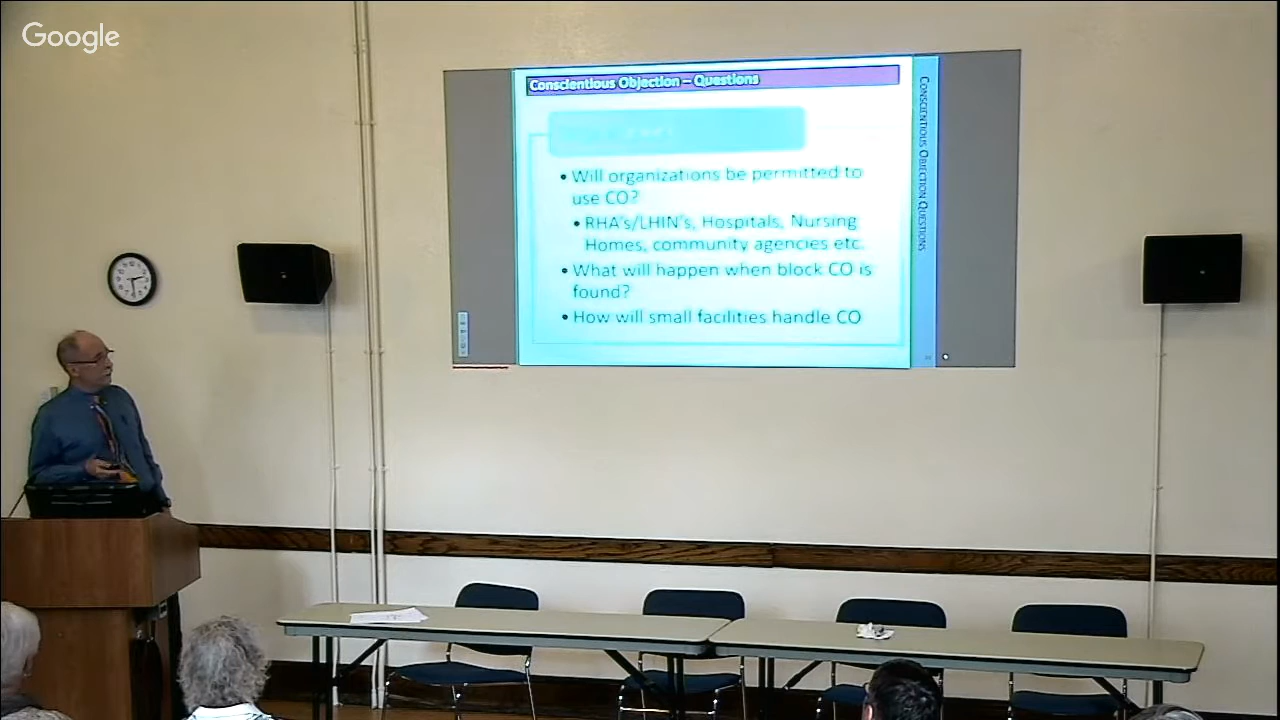 Google
Conscientious Objection – Questions
• Will organizations be permitted to
use CO?
• RHA's/LHIN's, Hospitals, Nursing
Homes, community agencies etc.
• What will happen when block CO is
found?
• How will small facilities handle CO
CONSCIENTIOUS OBJECTION QUESTIONS